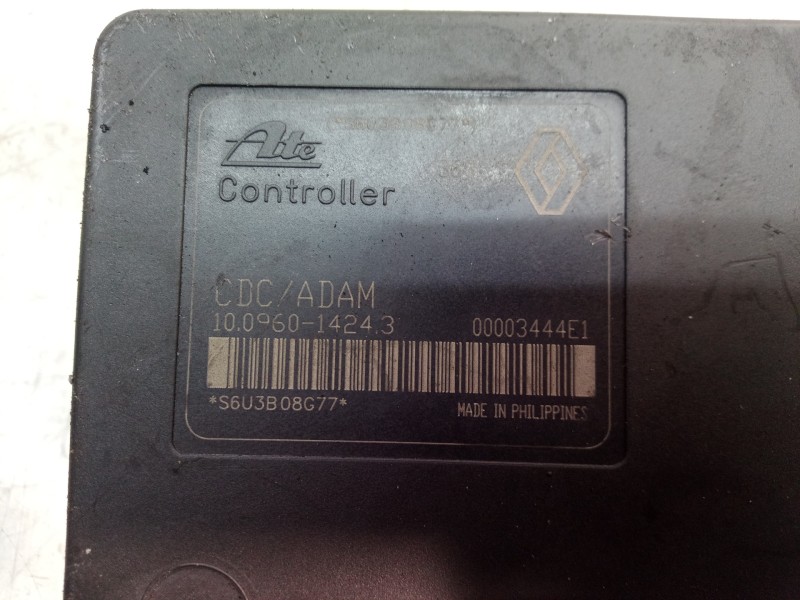 Ate
Controller
CDC/ADAM
10.0960-1424.3 00003444E1
*S6U3B08G77* MADE IN PHILIPPINES